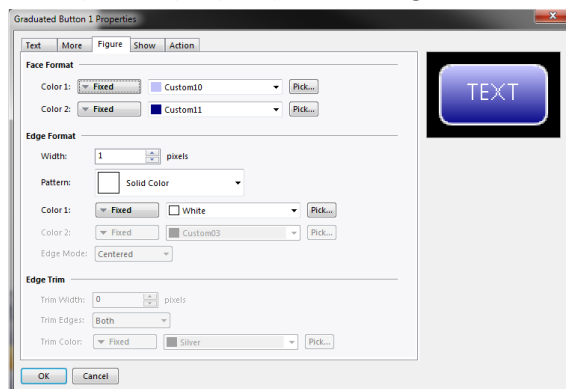 Graduated Button 1 Properties
Text More Figure Show Action
Face Format
Color 1: Fixed Custom10 Pick...
Color 2: Fixed Custom11 Pick...
Edge Format
Width: 1 pixels
Pattern: Solid Color
Color 1: Fixed White Pick...
Color 2: Fixed Custom03 Pick...
Edge Mode: Centered
Edge Trim
Trim Width: 0 pixels
Trim Edges: Both
Trim Color: Fixed Silver Pick...
OK Cancel
TEXT